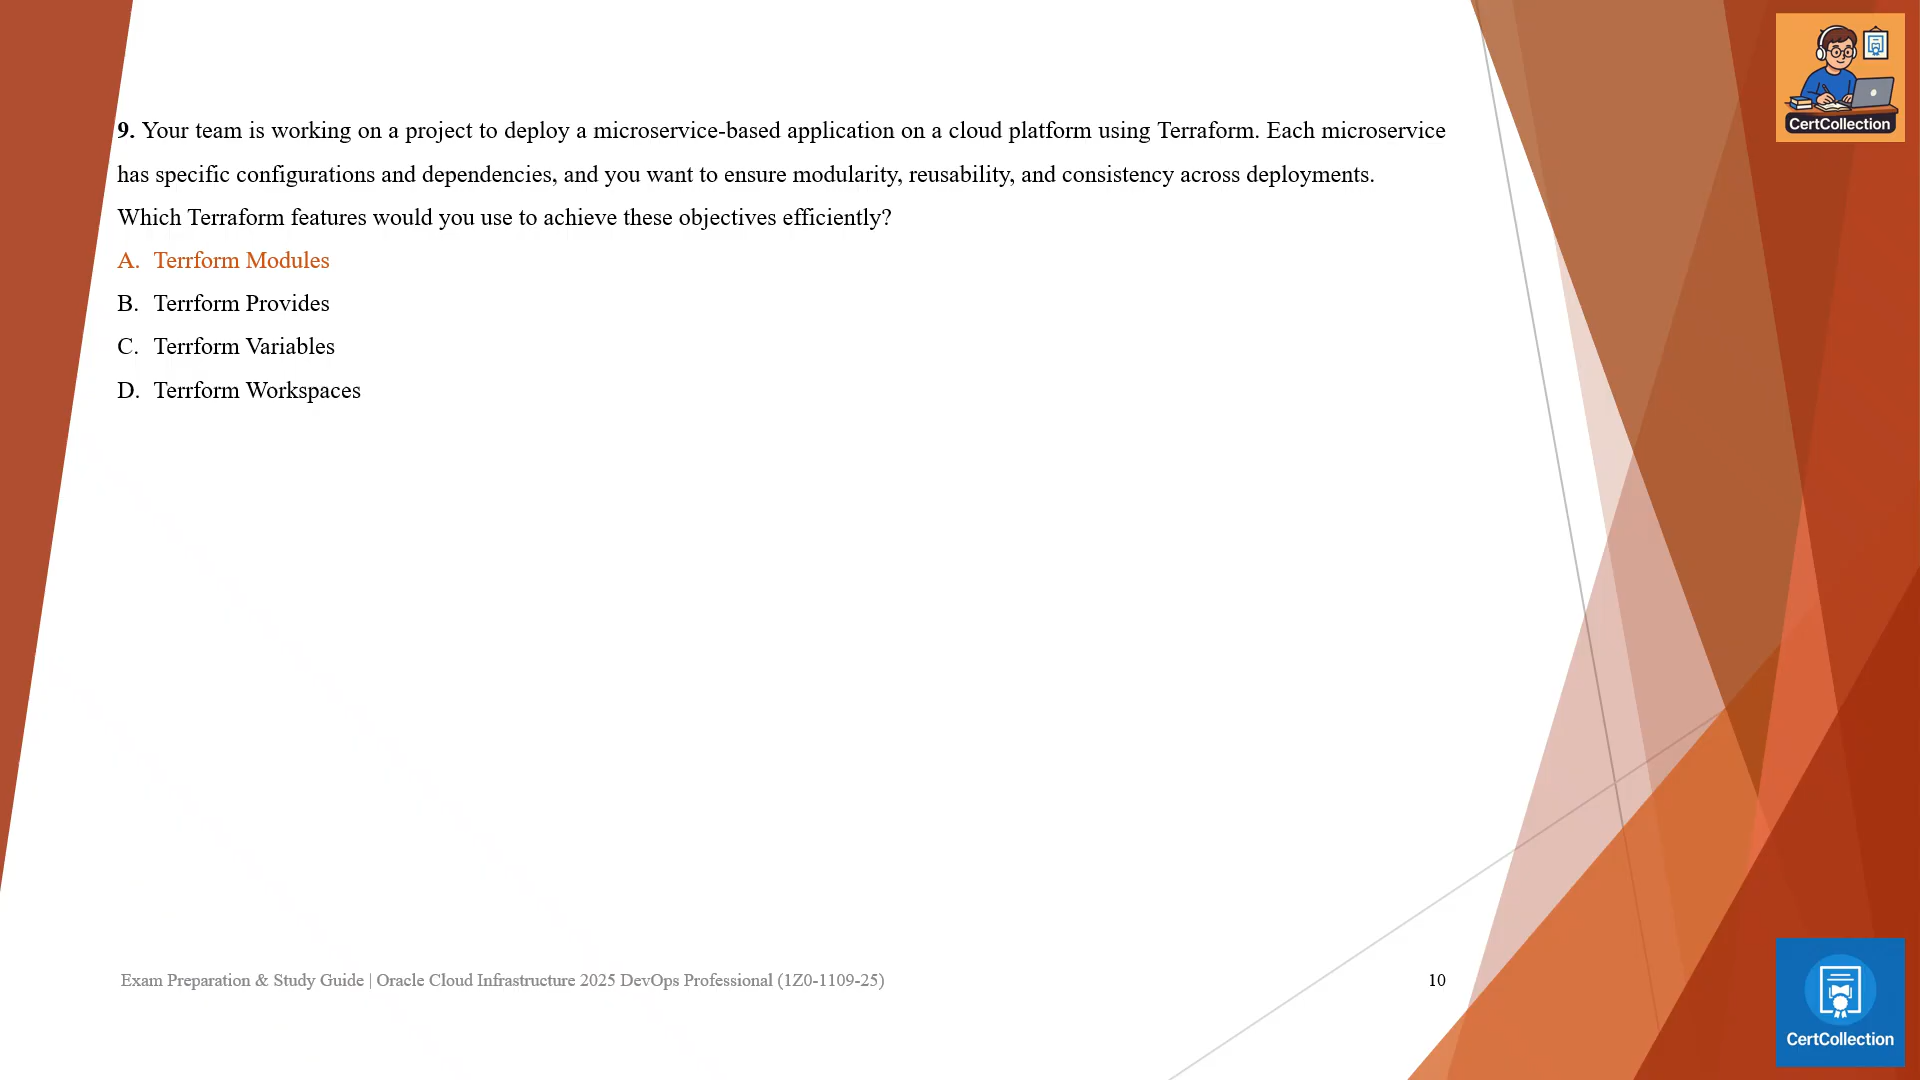 CertCollection
9. Your team is working on a project to deploy a microservice-based application on a cloud platform using Terraform. Each microservice
has specific configurations and dependencies, and you want to ensure modularity, reusability, and consistency across deployments.
Which Terraform features would you use to achieve these objectives efficiently?
A. Terrform Modules
B. Terrform Provides
C. Terrform Variables
D. Terrform Workspaces
Exam Preparation & Study Guide | Oracle Cloud Infrastructure 2025 DevOps Professional (1Z0-1109-25)
10
CertCollection